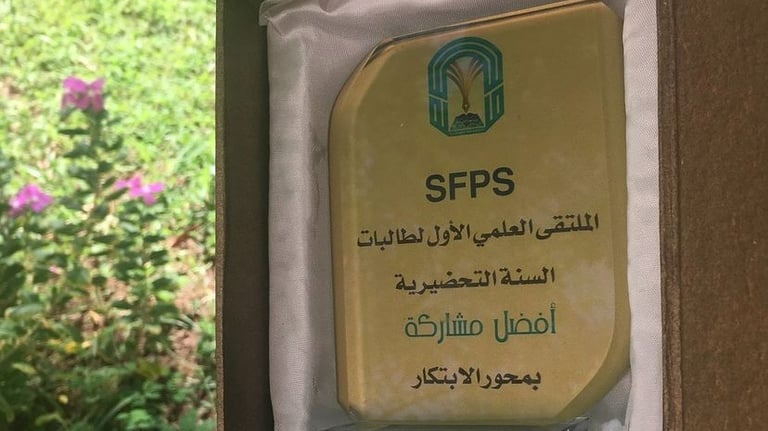 SFPS
الملتقى العلمي الأول لطالبات
السنة التحضيرية
أفضل مشاركة
بمحور الابتكار